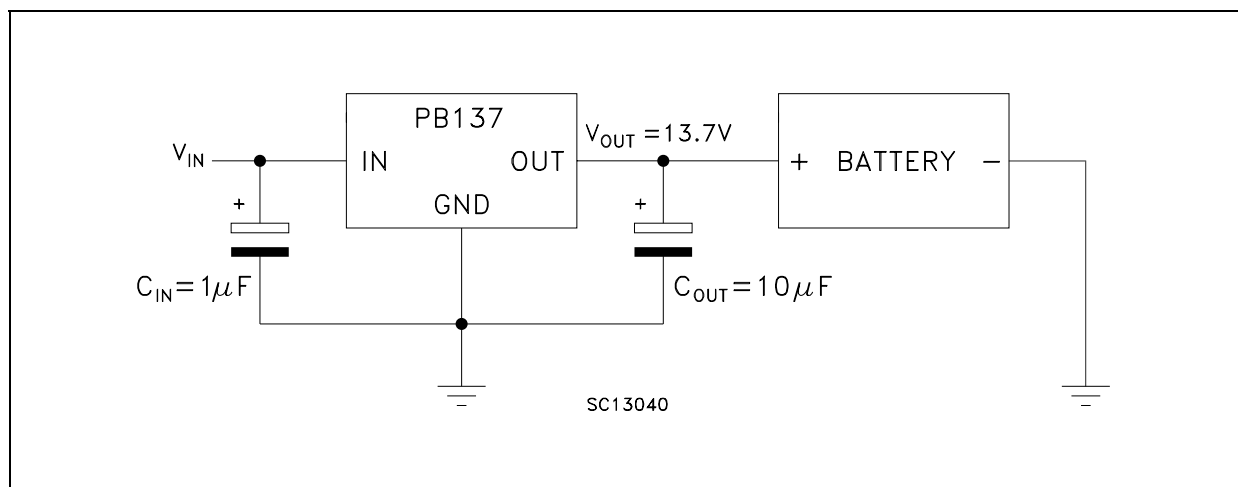 PB137
V_IN
IN
OUT
GND
V_OUT =13.7V
+ BATTERY -
+
+
C_IN=1μF
C_OUT=10μF
SC13040